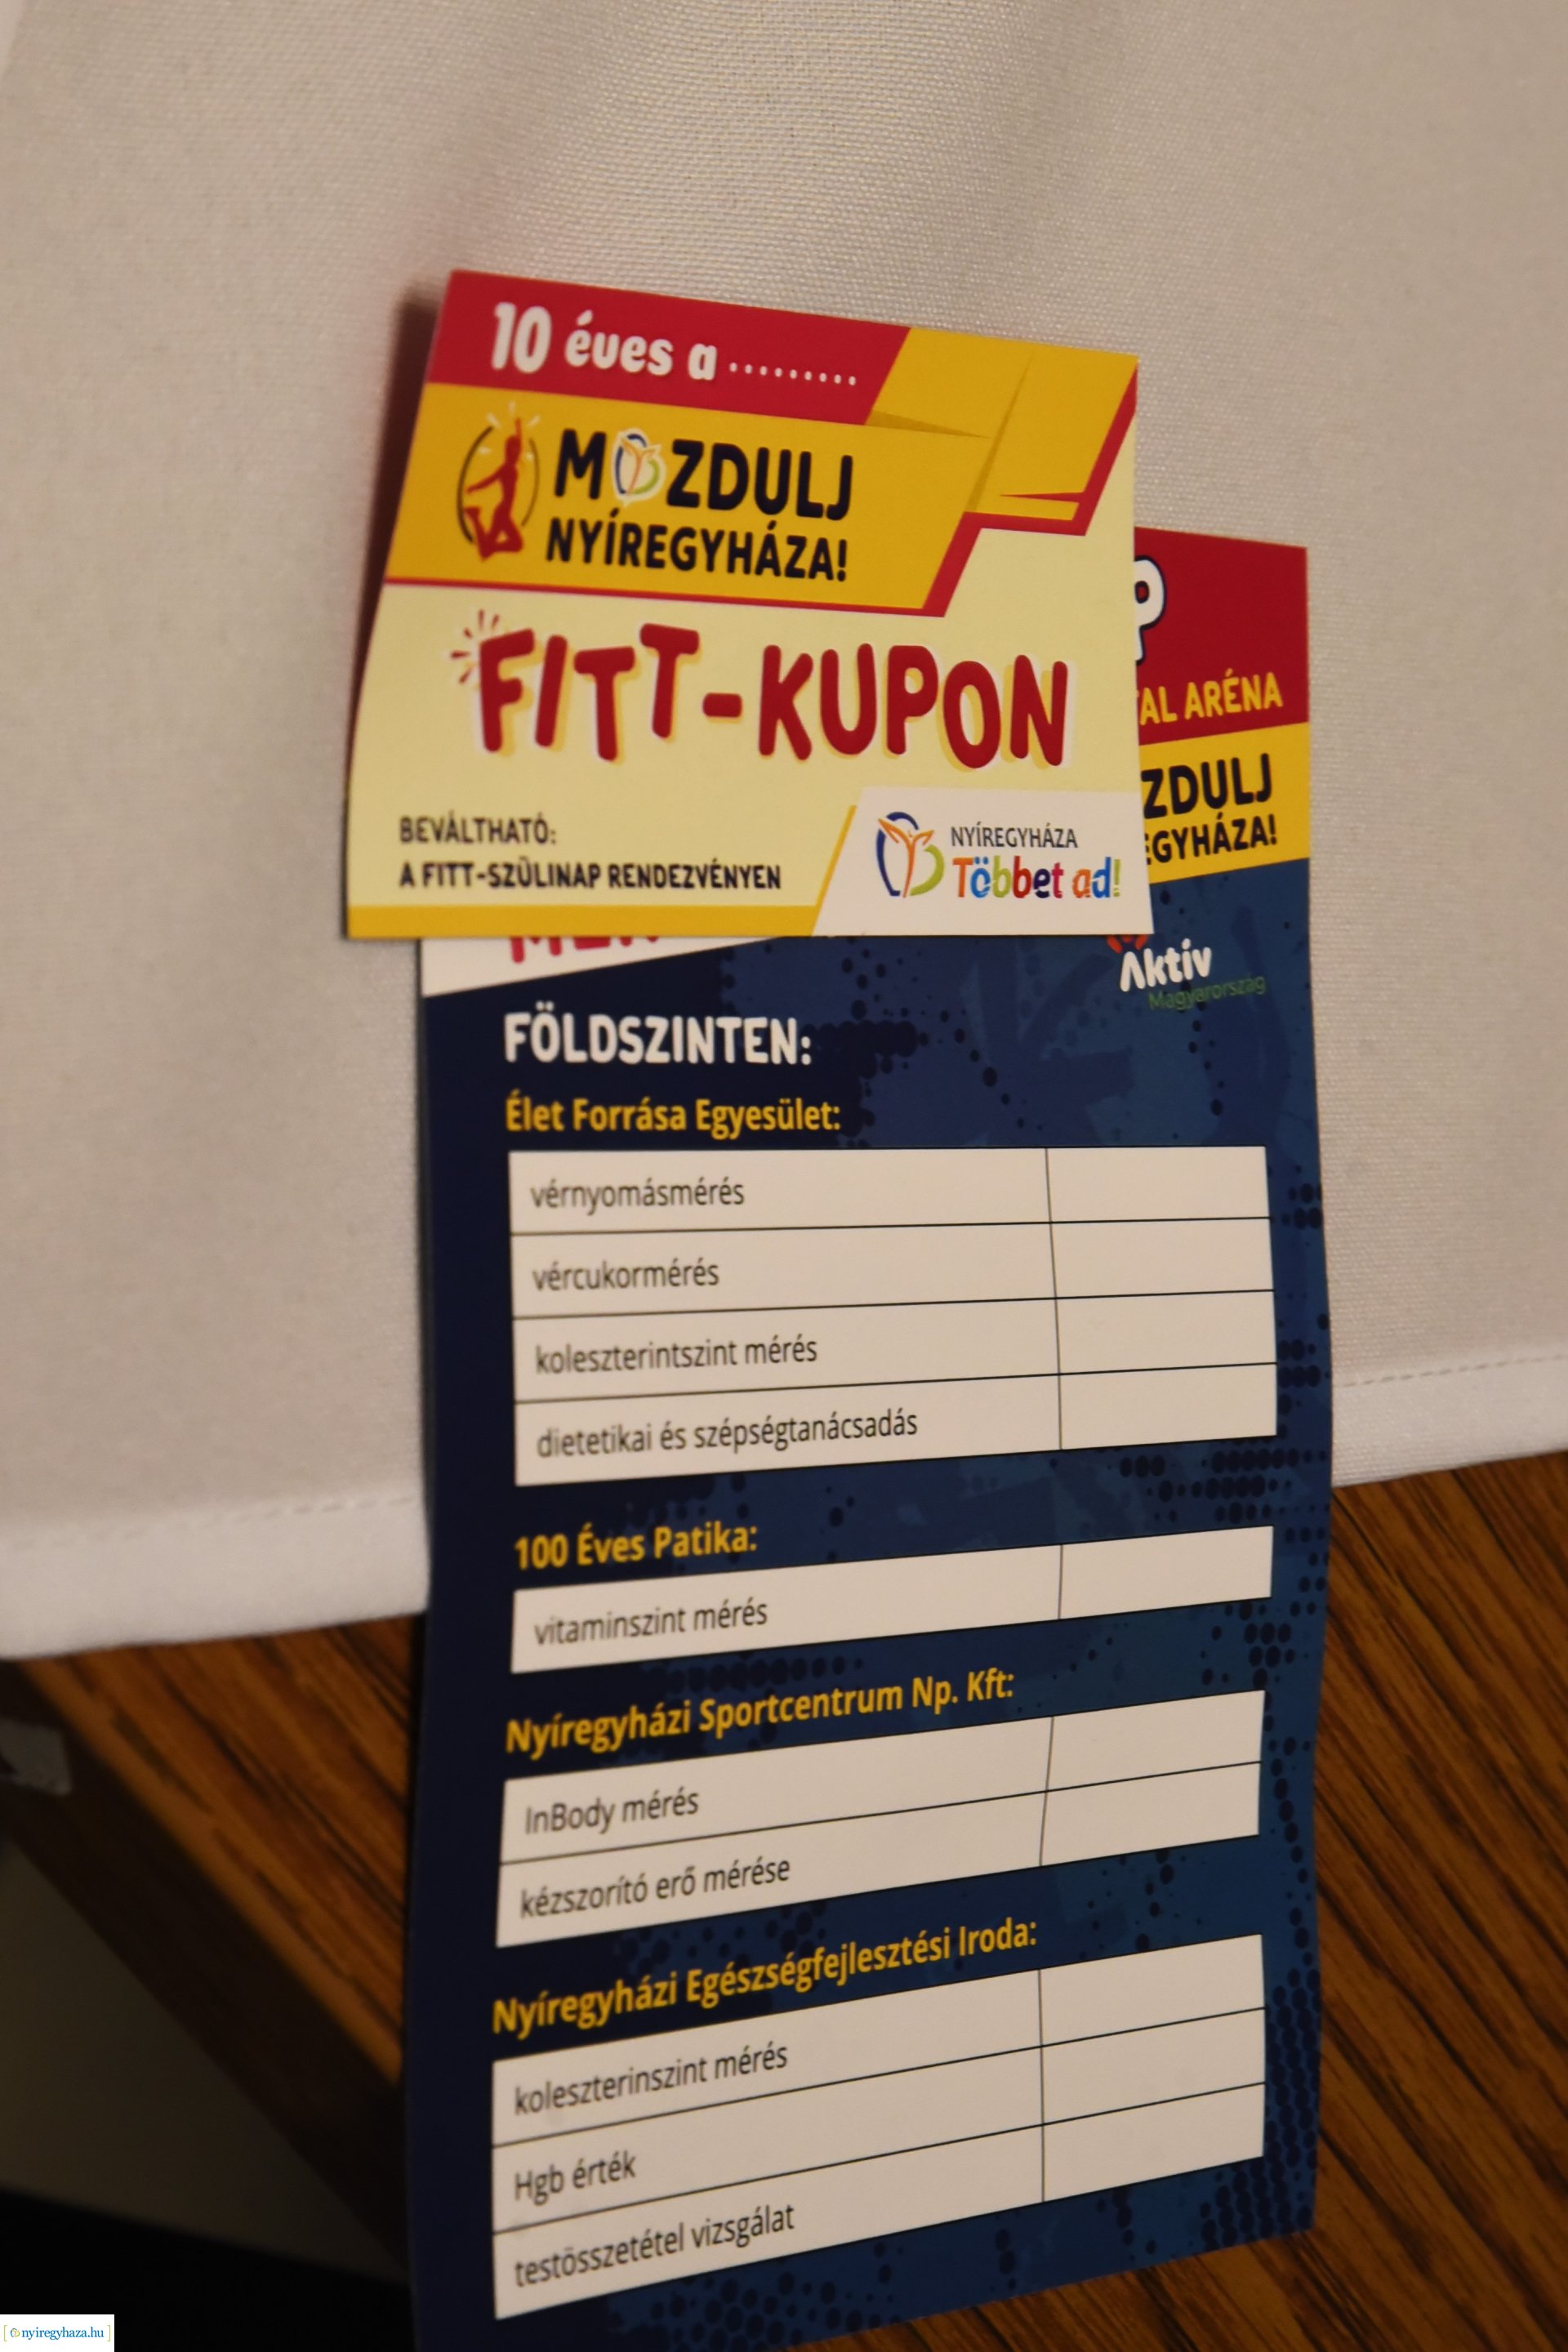 10 éves a .........
MOZDULJ
NYÍREGYHÁZA!
FITT-KUPON
BEVÁLTHATÓ:
A FITT-SZÜLINAP RENDEZVÉNYEN
NYÍREGYHÁZA
Többet ad!
P
TAL ARÉNA
ZDULJ
EGYHÁZA!
Aktív
Magyarország
FÖLDSZINTEN:
Élet Forrása Egyesület:
vérnyomásmérés
vércukormérés
koleszterintszint mérés
dietetikai és szépségtanácsadás
100 Éves Patika:
vitaminszint mérés
Nyíregyházi Sportcentrum Np. Kft:
InBody mérés
kézszorító erő mérése
Nyíregyházi Egészségfejlesztési Iroda:
koleszterinszint mérés
Hgb érték
testösszetétel vizsgálat
nyiregyhaza.hu